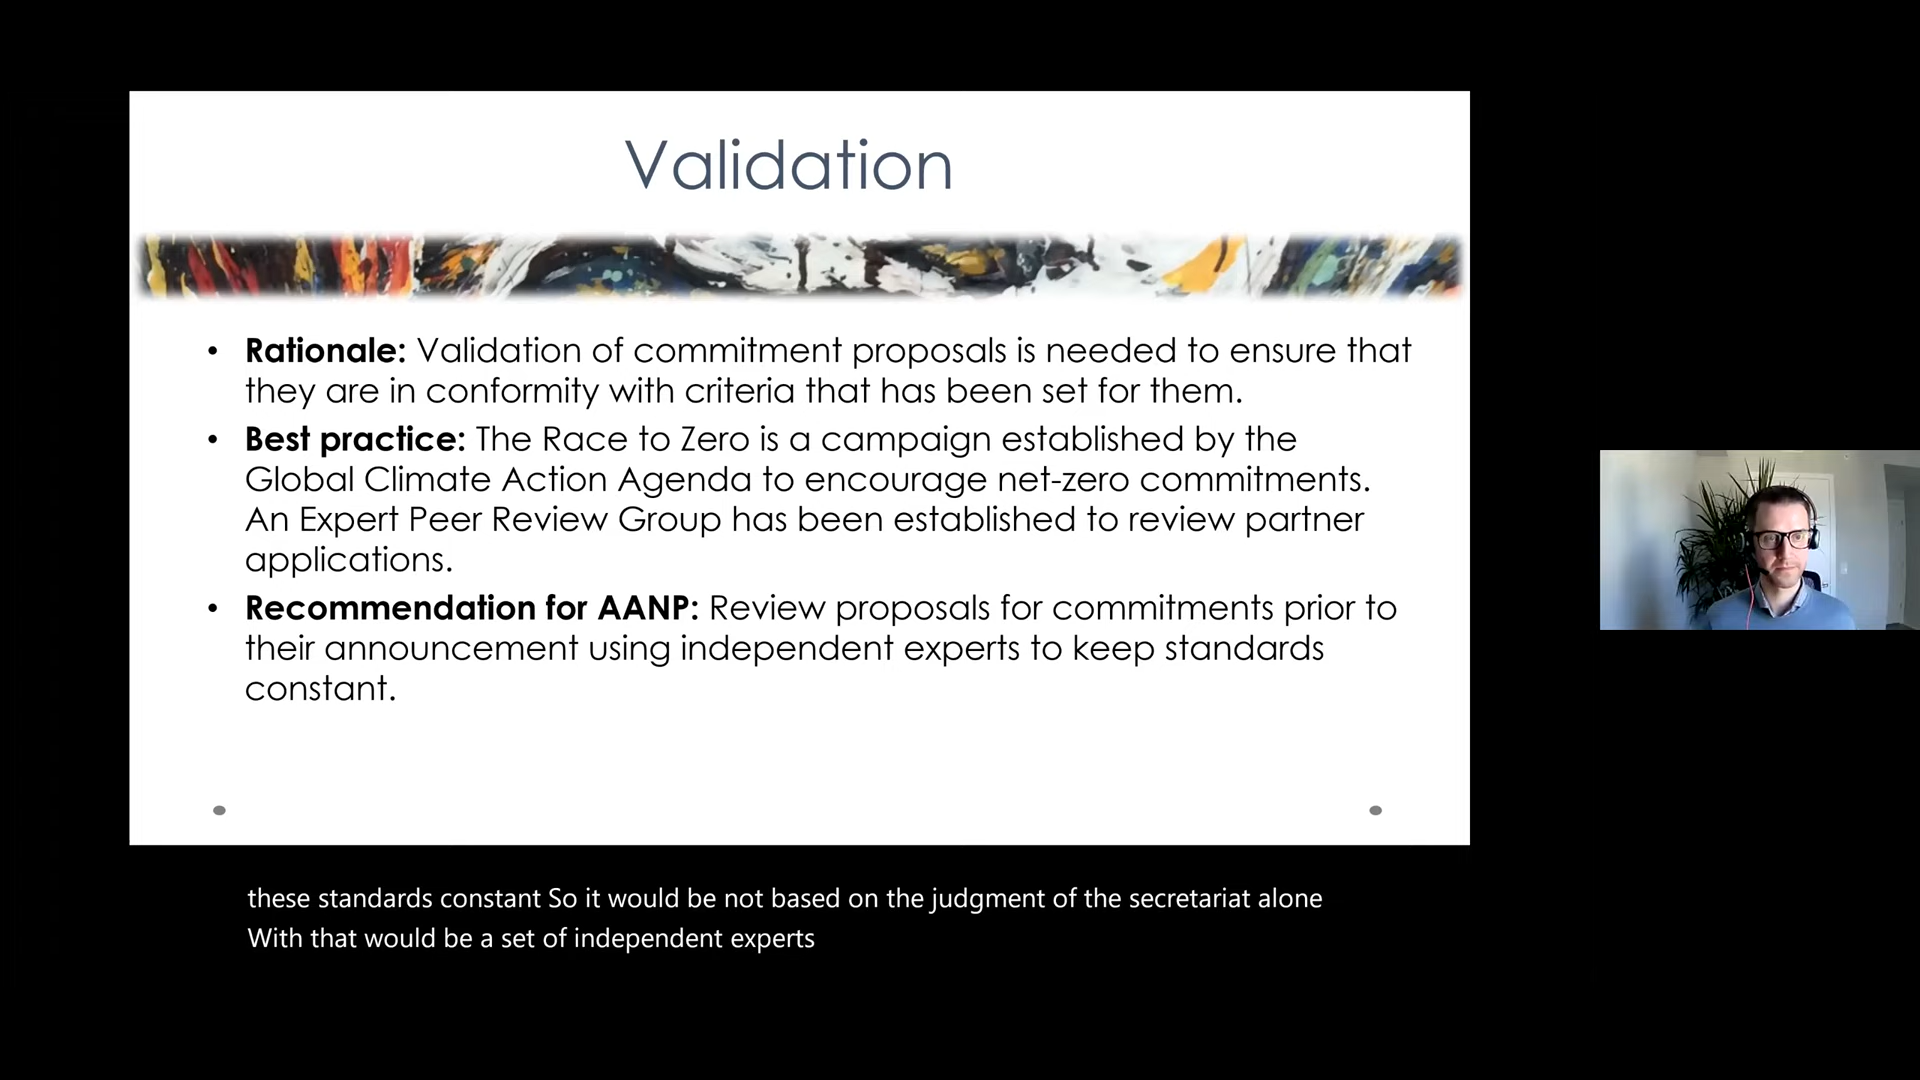 Validation
• Rationale: Validation of commitment proposals is needed to ensure that
they are in conformity with criteria that has been set for them.
• Best practice: The Race to Zero is a campaign established by the
Global Climate Action Agenda to encourage net-zero commitments.
An Expert Peer Review Group has been established to review partner
applications.
• Recommendation for AANP: Review proposals for commitments prior to
their announcement using independent experts to keep standards
constant.
these standards constant So it would be not based on the judgment of the secretariat alone
With that would be a set of independent experts